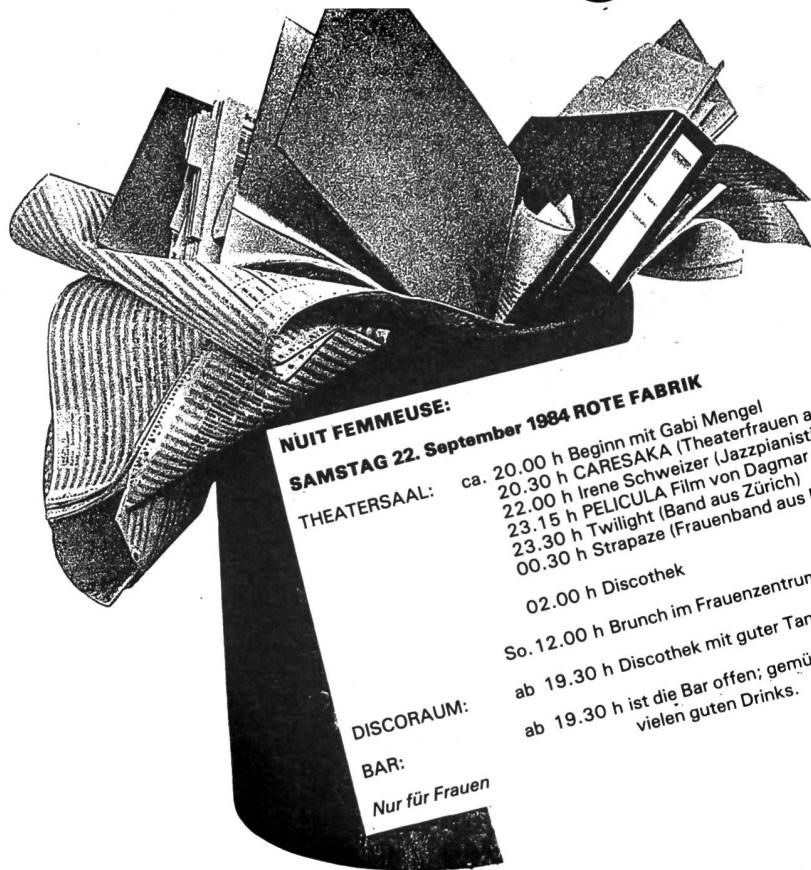 NUIT FEMMEUSE:
SAMSTAG 22. September 1984 ROTE FABRIK
THEATERSAAL: ca. 20.00 h Beginn mit Gabi Mengel
20.30 h CARESAKA (Theaterfrauen a
22.00 h Irene Schweizer (Jazzpianisti
23.15 h PELICULA Film von Dagmar
23.30 h Twilight (Band aus Zürich)
00.30 h Strapaze (Frauenband aus
02.00 h Discothek
So. 12.00 h Brunch im Frauenzentrum
DISCORAUM: ab 19.30 h Discothek mit guter Tan
BAR: ab 19.30 h ist die Bar offen; gemü
vielen guten Drinks.
Nur für Frauen